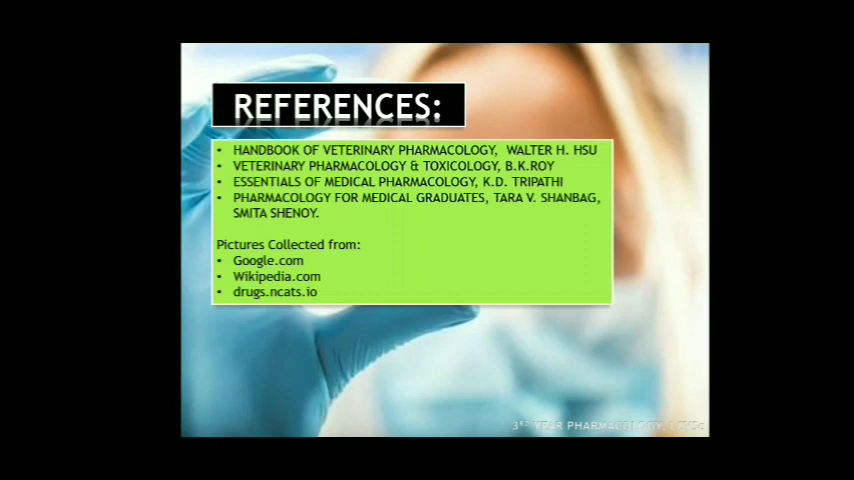 REFERENCES:
• HANDBOOK OF VETERINARY PHARMACOLOGY, WALTER H. HSU
• VETERINARY PHARMACOLOGY & TOXICOLOGY, B.K.ROY
• ESSENTIALS OF MEDICAL PHARMACOLOGY, K.D. TRIPATHI
• PHARMACOLOGY FOR MEDICAL GRADUATES, TARA V. SHANBAG,
SMITA SHENOY.
Pictures Collected from:
• Google.com
• Wikipedia.com
• drugs.ncats.io
3RD YEAR PHARMACOLOGY,